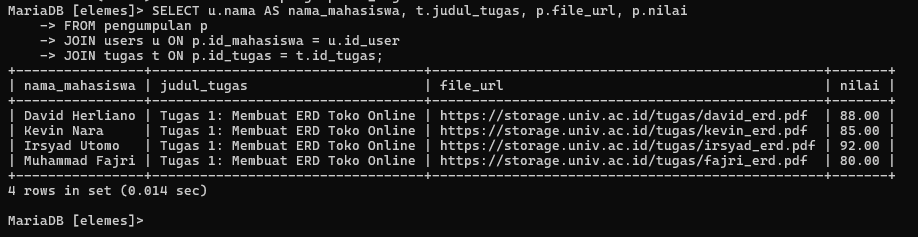 MariaDB [elemes]> SELECT u.nama AS nama_mahasiswa, t.judul_tugas, p.file_url, p.nilai
    -> FROM pengumpulan p
    -> JOIN users u ON p.id_mahasiswa = u.id_user
    -> JOIN tugas t ON p.id_tugas = t.id_tugas;
+----------------+----------------------------------+------------------------------------------------+-------+
| nama_mahasiswa | judul_tugas                      | file_url                                       | nilai |
+----------------+----------------------------------+------------------------------------------------+-------+
| David Herliano | Tugas 1: Membuat ERD Toko Online | https://storage.univ.ac.id/tugas/david_erd.pdf  | 88.00 |
| Kevin Nara     | Tugas 1: Membuat ERD Toko Online | https://storage.univ.ac.id/tugas/kevin_erd.pdf  | 85.00 |
| Irsyad Utomo   | Tugas 1: Membuat ERD Toko Online | https://storage.univ.ac.id/tugas/irsyad_erd.pdf | 92.00 |
| Muhammad Fajri | Tugas 1: Membuat ERD Toko Online | https://storage.univ.ac.id/tugas/fajri_erd.pdf  | 80.00 |
+----------------+----------------------------------+------------------------------------------------+-------+
4 rows in set (0.014 sec)
MariaDB [elemes]>